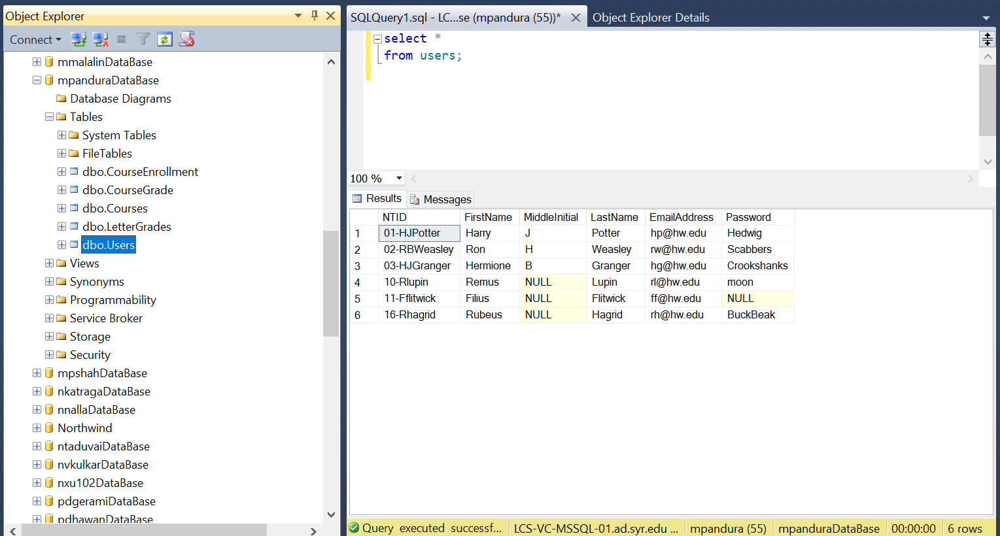 Object Explorer
Connect
mmalalinDataBase
mpanduraDataBase
Database Diagrams
Tables
System Tables
FileTables
dbo.CourseEnrollment
dbo.CourseGrade
dbo.Courses
dbo.LetterGrades
dbo.Users
Views
Synonyms
Programmability
Service Broker
Storage
Security
mpshahDataBase
nkatragaDataBase
nnallaDataBase
Northwind
ntaduvaiDataBase
nvkulkarDataBase
nxu102DataBase
pdgeramiDataBase
pdhawanDataBase
SQLQuery1.sql - LC...se (mpandura (55))* Object Explorer Details
select *
from users;
100 %
Results Messages
NTID FirstName MiddleInitial LastName EmailAddress Password
1 01-HJPotter Harry J Potter hp@hw.edu Hedwig
2 02-RBWeasley Ron H Weasley rw@hw.edu Scabbers
3 03-HJGranger Hermione B Granger hg@hw.edu Crookshanks
4 10-Rlupin Remus NULL Lupin rl@hw.edu moon
5 11-Fflitwick Filius NULL Flitwick ff@hw.edu NULL
6 16-Rhagrid Rubeus NULL Hagrid rh@hw.edu BuckBeak
Query executed successf... LCS-VC-MSSQL-01.ad.syr.edu ... mpandura (55) mpanduraDataBase 00:00:00 6 rows